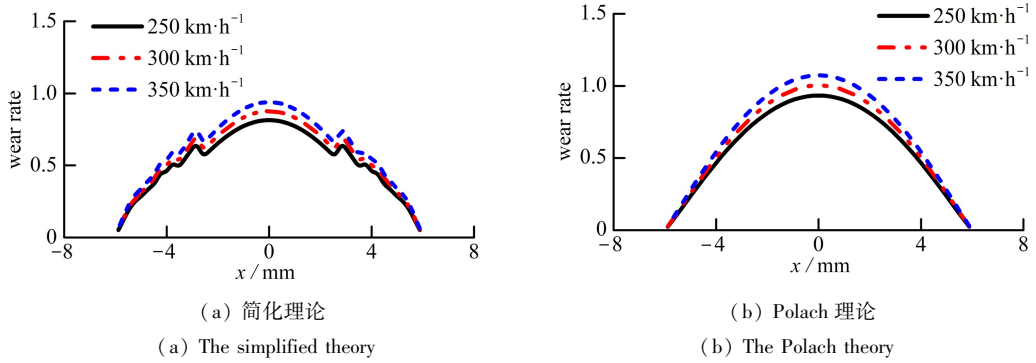 1.5
250 km·h⁻¹
300 km·h⁻¹
350 km·h⁻¹
1.0
wear rate
0.5
0
−8 −4 0 4 8
x / mm
(a) 简化理论
(a) The simplified theory
1.5
250 km·h⁻¹
300 km·h⁻¹
350 km·h⁻¹
1.0
wear rate
0.5
0
−8 −4 0 4 8
x / mm
(b) Polach 理论
(b) The Polach theory